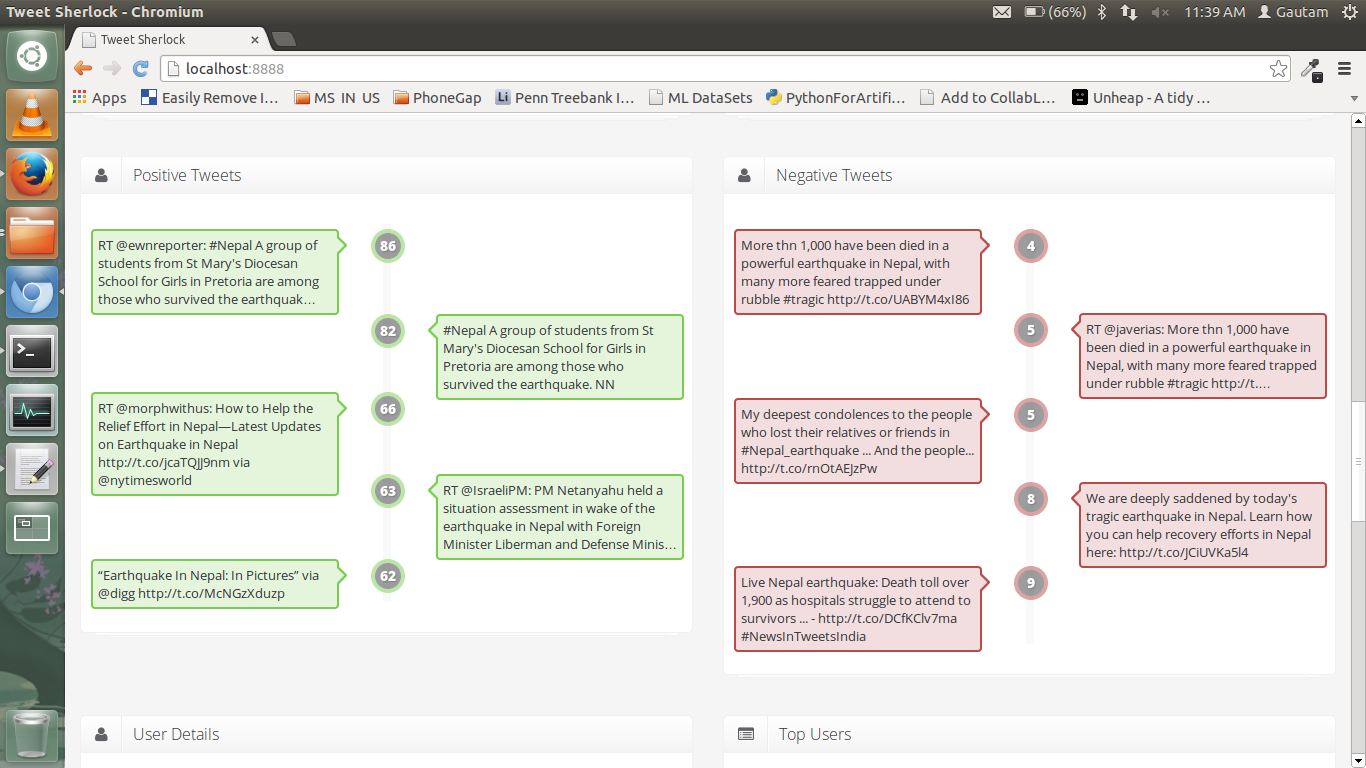 Tweet Sherlock - Chromium
(66%)
11:39 AM
Gautam
Tweet Sherlock
localhost:8888
Apps
Easily Remove I…
MS IN US
PhoneGap
Penn Treebank I…
ML DataSets
PythonForArtifi…
Add to CollabL…
Unheap - A tidy …
Positive Tweets
RT @ewnreporter: #Nepal A group of
students from St Mary's Diocesan
School for Girls in Pretoria are among
those who survived the earthquak…
86
82
#Nepal A group of students from St
Mary's Diocesan School for Girls in
Pretoria are among those who
survived the earthquake. NN
RT @morphwithus: How to Help the
Relief Effort in Nepal—Latest Updates
on Earthquake in Nepal
http://t.co/jcaTQJJ9nm via
@nytimesworld
66
63
RT @IsraeliPM: PM Netanyahu held a
situation assessment in wake of the
earthquake in Nepal with Foreign
Minister Liberman and Defense Minis…
“Earthquake In Nepal: In Pictures” via
@digg http://t.co/McNGzXduzp
62
Negative Tweets
More thn 1,000 have been died in a
powerful earthquake in Nepal, with
many more feared trapped under
rubble #tragic http://t.co/UABYM4xI86
4
5
RT @javerias: More thn 1,000 have
been died in a powerful earthquake in
Nepal, with many more feared trapped
under rubble #tragic http://t.…
My deepest condolences to the people
who lost their relatives or friends in
#Nepal_earthquake ... And the people...
http://t.co/rnOtAEJzPw
5
8
We are deeply saddened by today's
tragic earthquake in Nepal. Learn how
you can help recovery efforts in Nepal
here: http://t.co/JCiUVKa5l4
Live Nepal earthquake: Death toll over
1,900 as hospitals struggle to attend to
survivors ... - http://t.co/DCfKClv7ma
#NewsInTweetsIndia
9
User Details
Top Users